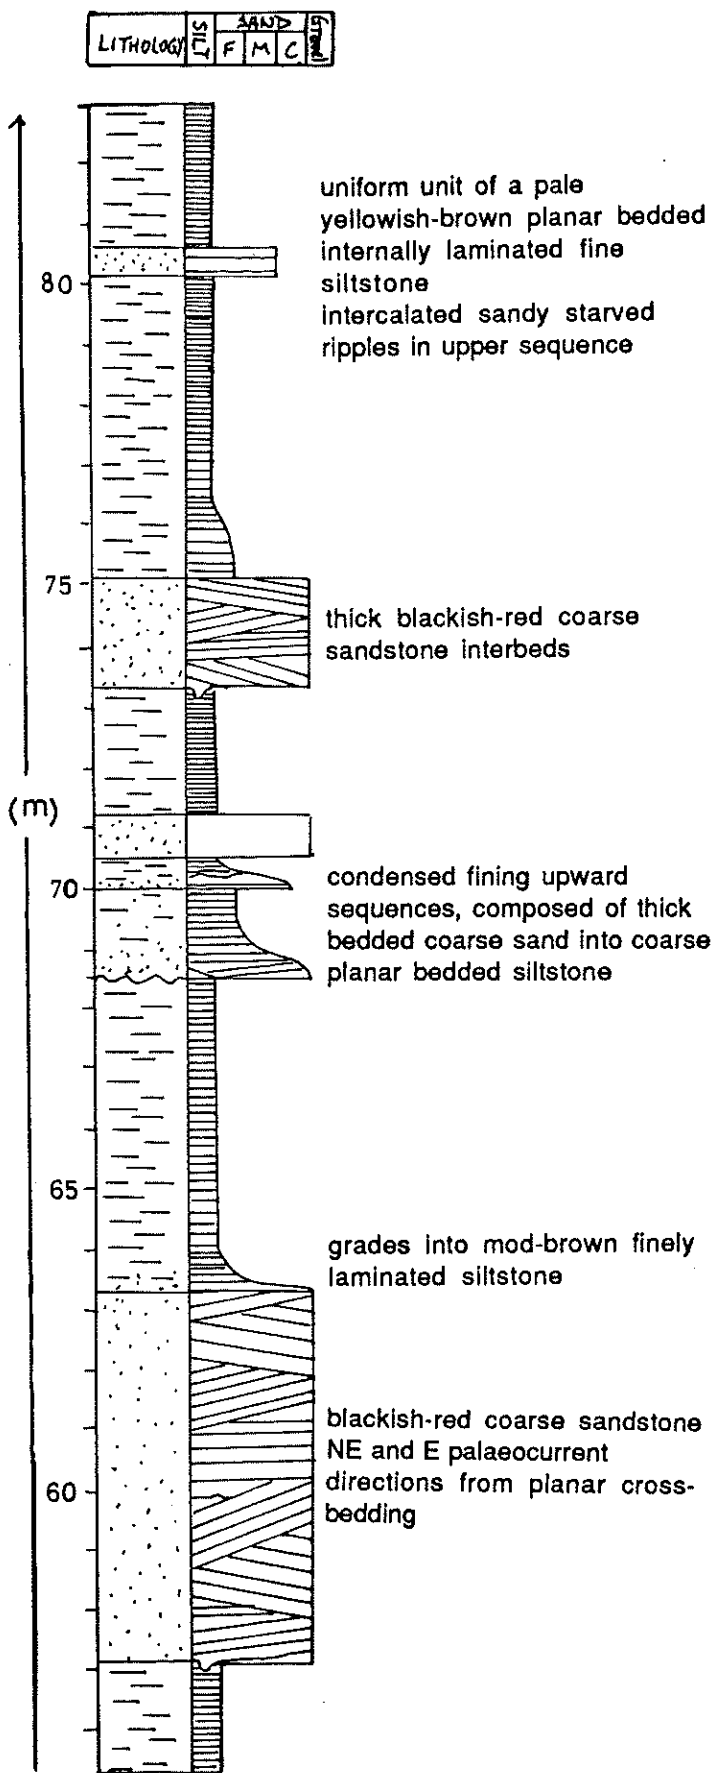 LITHOLOGY
SILT
SAND
F M C
Gravel
uniform unit of a pale
yellowish-brown planar bedded
internally laminated fine
siltstone
intercalated sandy starved
ripples in upper sequence
80
75
thick blackish-red coarse
sandstone interbeds
(m)
70
condensed fining upward
sequences, composed of thick
bedded coarse sand into coarse
planar bedded siltstone
65
grades into mod-brown finely
laminated siltstone
blackish-red coarse sandstone
NE and E palaeocurrent
directions from planar cross-
bedding
60